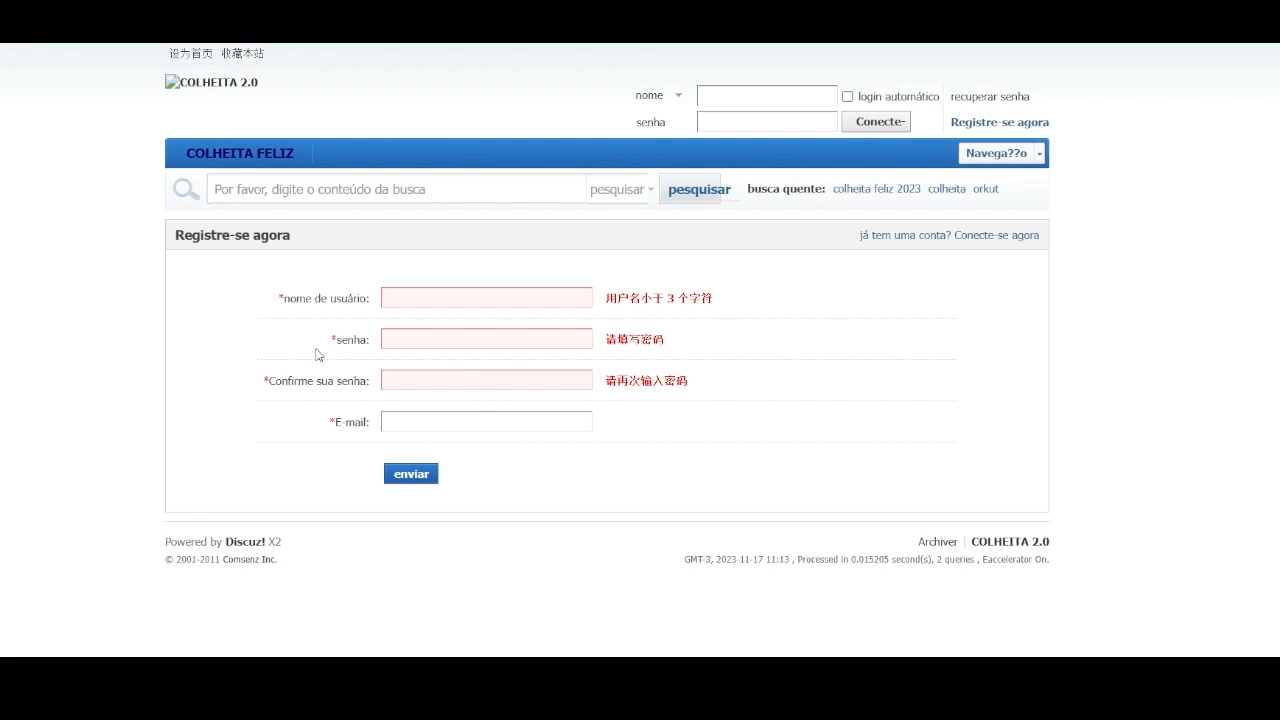 设为首页 收藏本站
COLHEITA 2.0
nome login automático recuperar senha
senha Conecte- Registre-se agora
COLHEITA FELIZ Navega??o
Por favor, digite o conteúdo da busca pesquisar pesquisar busca quente: colheita feliz 2023 colheita orkut
Registre-se agora já tem uma conta? Conecte-se agora
*nome de usuário: 用户名小于 3 个字符
*senha: 请填写密码
*Confirme sua senha: 请再次输入密码
*E-mail:
enviar
Powered by Discuz! X2 Archiver | COLHEITA 2.0
© 2001-2011 Comsenz Inc. GMT-3, 2023-11-17 11:13 , Processed in 0.015205 second(s), 2 queries , Eaccelerator On.